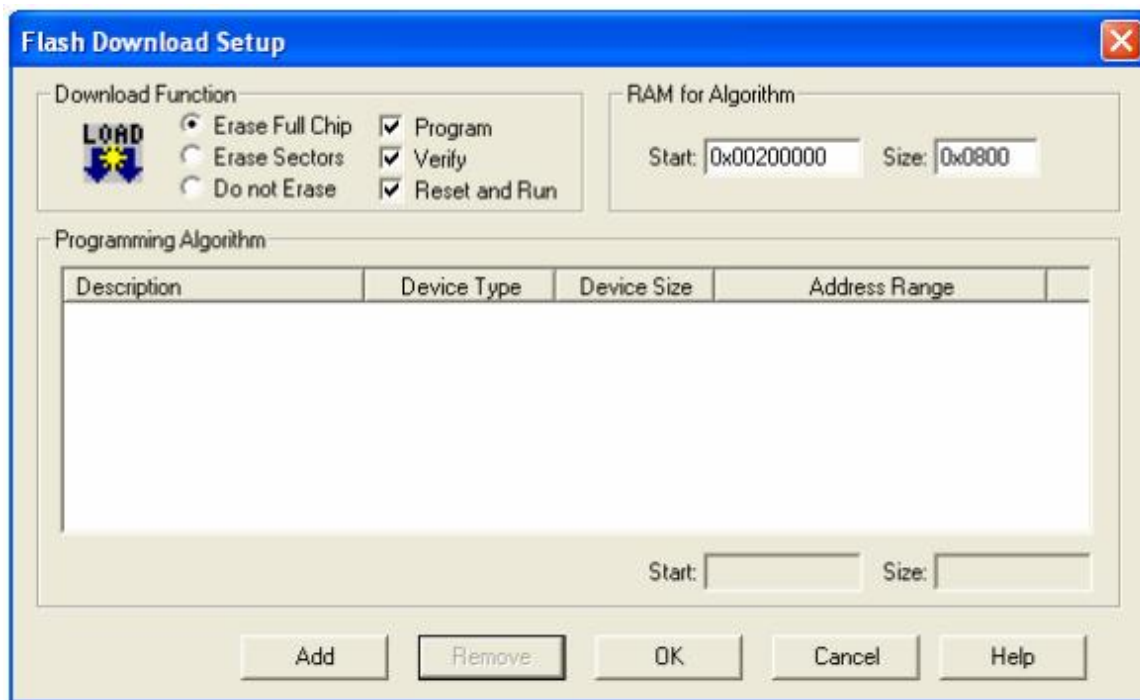 Flash Download Setup
Download Function
LOAD
Erase Full Chip
Erase Sectors
Do not Erase
Program
Verify
Reset and Run
RAM for Algorithm
Start: 0x00200000 Size: 0x0800
Programming Algorithm
Description Device Type Device Size Address Range
Start: Size:
Add Remove OK Cancel Help